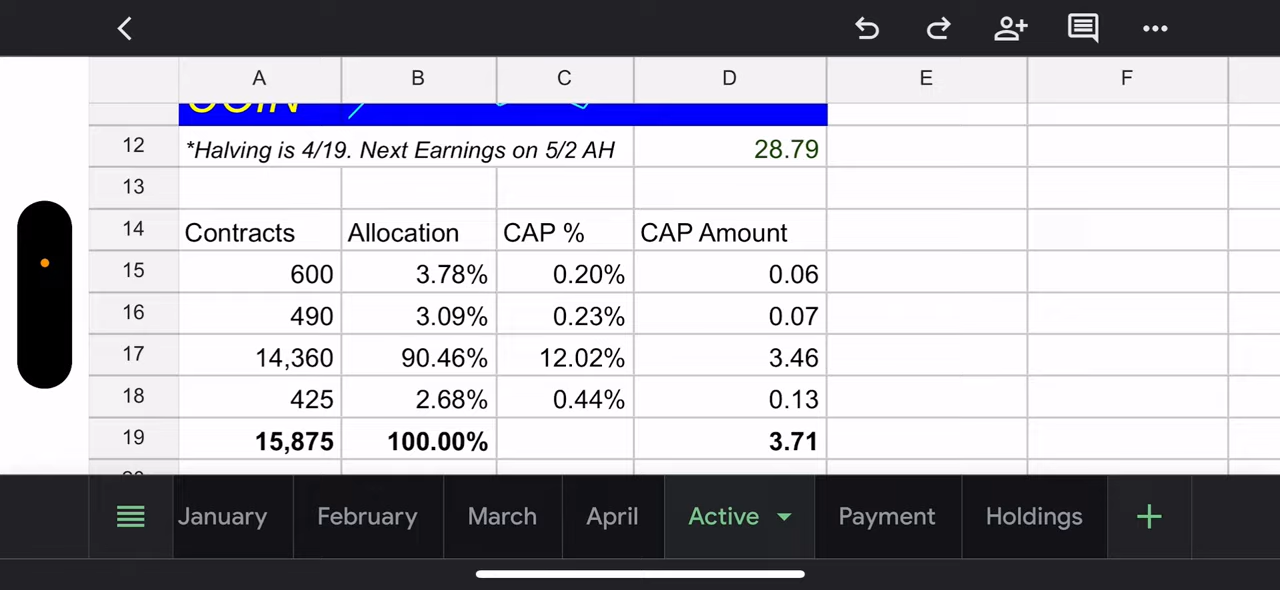 A B C D E F
COIN
12 *Halving is 4/19. Next Earnings on 5/2 AH 28.79
13
14 Contracts Allocation CAP % CAP Amount
15 600 3.78% 0.20% 0.06
16 490 3.09% 0.23% 0.07
17 14,360 90.46% 12.02% 3.46
18 425 2.68% 0.44% 0.13
19 15,875 100.00% 3.71
20
January February March April Active Payment Holdings